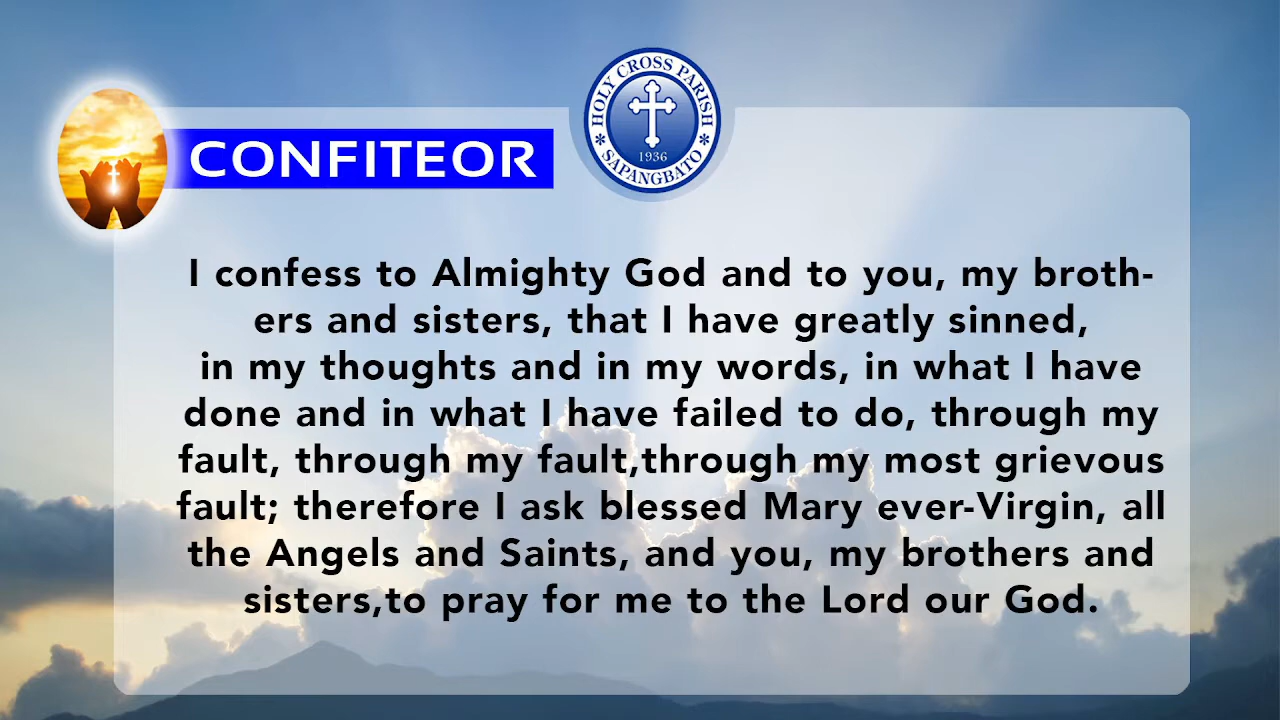 HOLY CROSS PARISH
1936
SAPANGBATO
CONFITEOR
I confess to Almighty God and to you, my broth-
ers and sisters, that I have greatly sinned,
in my thoughts and in my words, in what I have
done and in what I have failed to do, through my
fault, through my fault,through my most grievous
fault; therefore I ask blessed Mary ever-Virgin, all
the Angels and Saints, and you, my brothers and
sisters,to pray for me to the Lord our God.